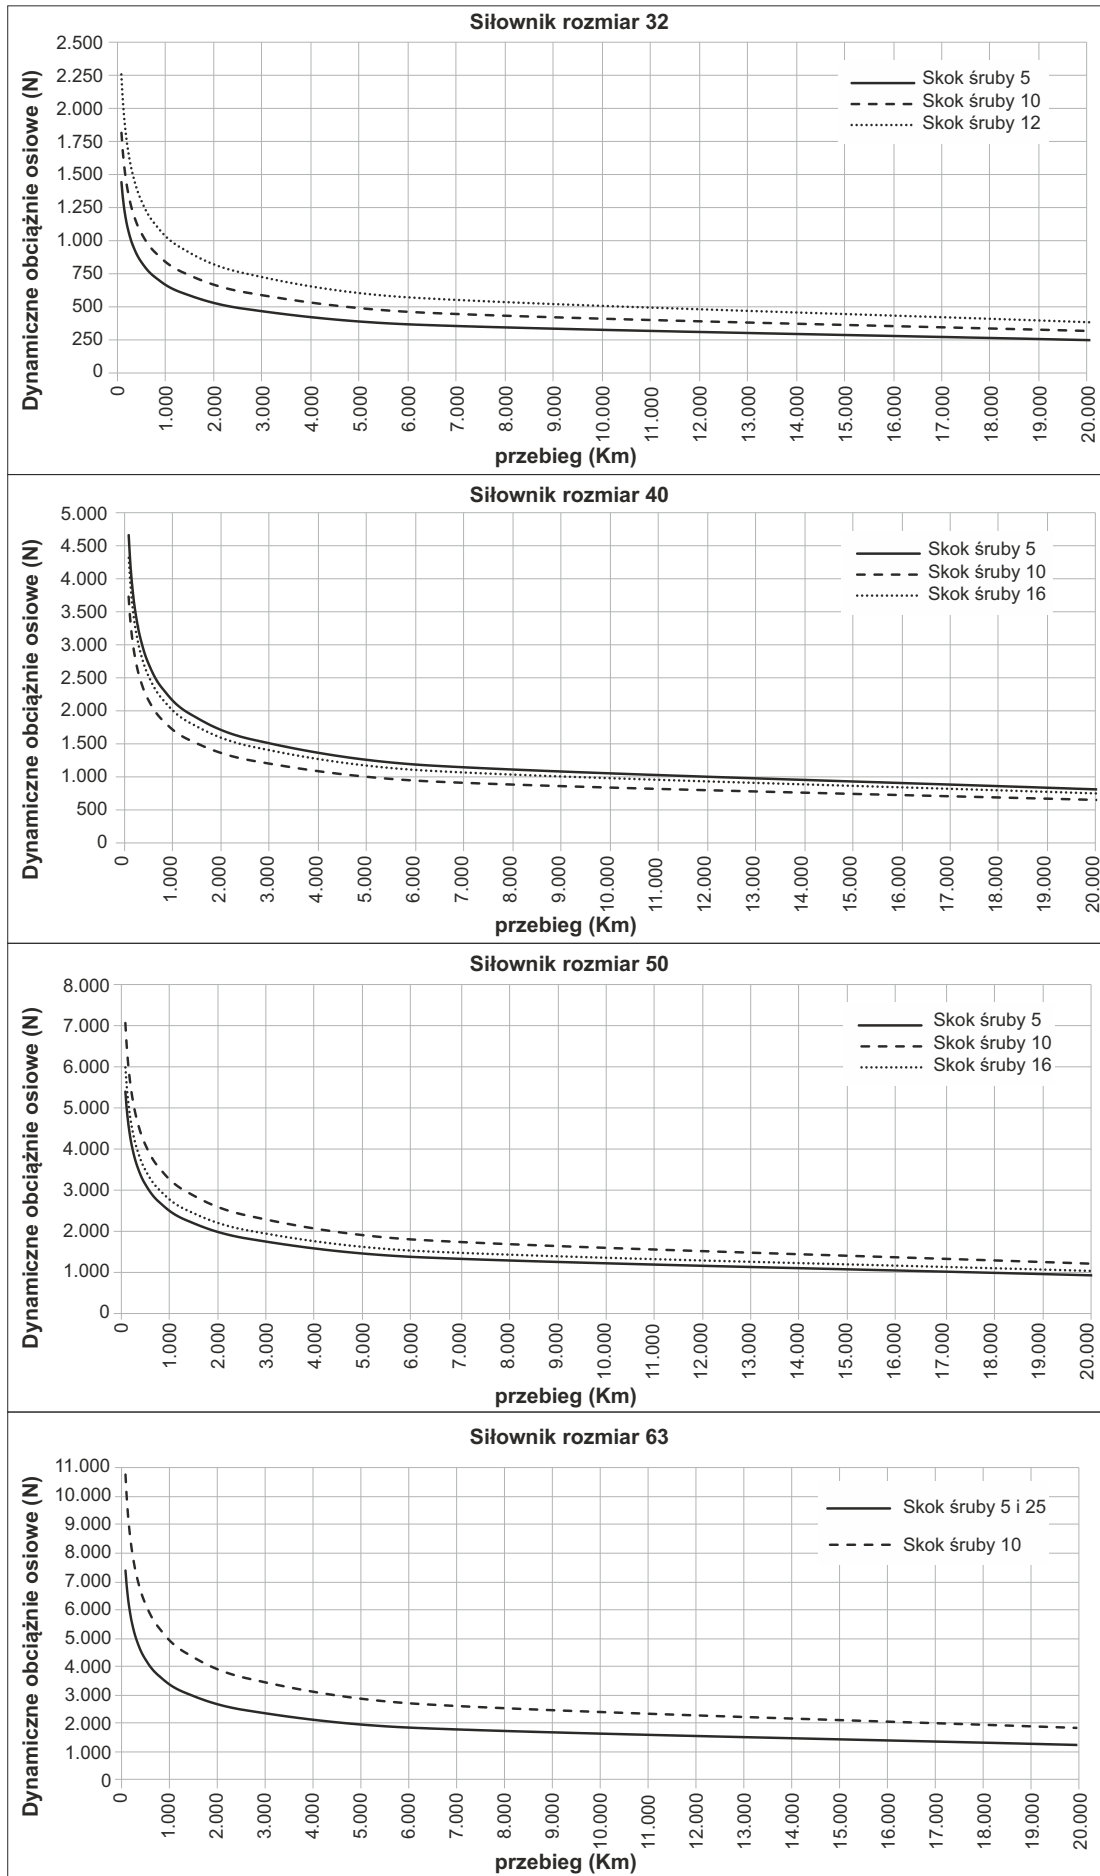 Siłownik rozmiar 32
Dynamiczne obciążnie osiowe (N)
2.500
2.250
2.000
1.750
1.500
1.250
1.000
750
500
250
0
Skok śruby 5
Skok śruby 10
Skok śruby 12
0 1.000 2.000 3.000 4.000 5.000 6.000 7.000 8.000 9.000 10.000 11.000 12.000 13.000 14.000 15.000 16.000 17.000 18.000 19.000 20.000
przebieg (Km)
Siłownik rozmiar 40
Dynamiczne obciążnie osiowe (N)
5.000
4.500
4.000
3.500
3.000
2.500
2.000
1.500
1.000
500
0
Skok śruby 5
Skok śruby 10
Skok śruby 16
0 1.000 2.000 3.000 4.000 5.000 6.000 7.000 8.000 9.000 10.000 11.000 12.000 13.000 14.000 15.000 16.000 17.000 18.000 19.000 20.000
przebieg (Km)
Siłownik rozmiar 50
Dynamiczne obciążnie osiowe (N)
8.000
7.000
6.000
5.000
4.000
3.000
2.000
1.000
0
Skok śruby 5
Skok śruby 10
Skok śruby 16
0 1.000 2.000 3.000 4.000 5.000 6.000 7.000 8.000 9.000 10.000 11.000 12.000 13.000 14.000 15.000 16.000 17.000 18.000 19.000 20.000
przebieg (Km)
Siłownik rozmiar 63
Dynamiczne obciążnie osiowe (N)
11.000
10.000
9.000
8.000
7.000
6.000
5.000
4.000
3.000
2.000
1.000
0
Skok śruby 5 i 25
Skok śruby 10
0 1.000 2.000 3.000 4.000 5.000 6.000 7.000 8.000 9.000 10.000 11.000 12.000 13.000 14.000 15.000 16.000 17.000 18.000 19.000 20.000
przebieg (Km)